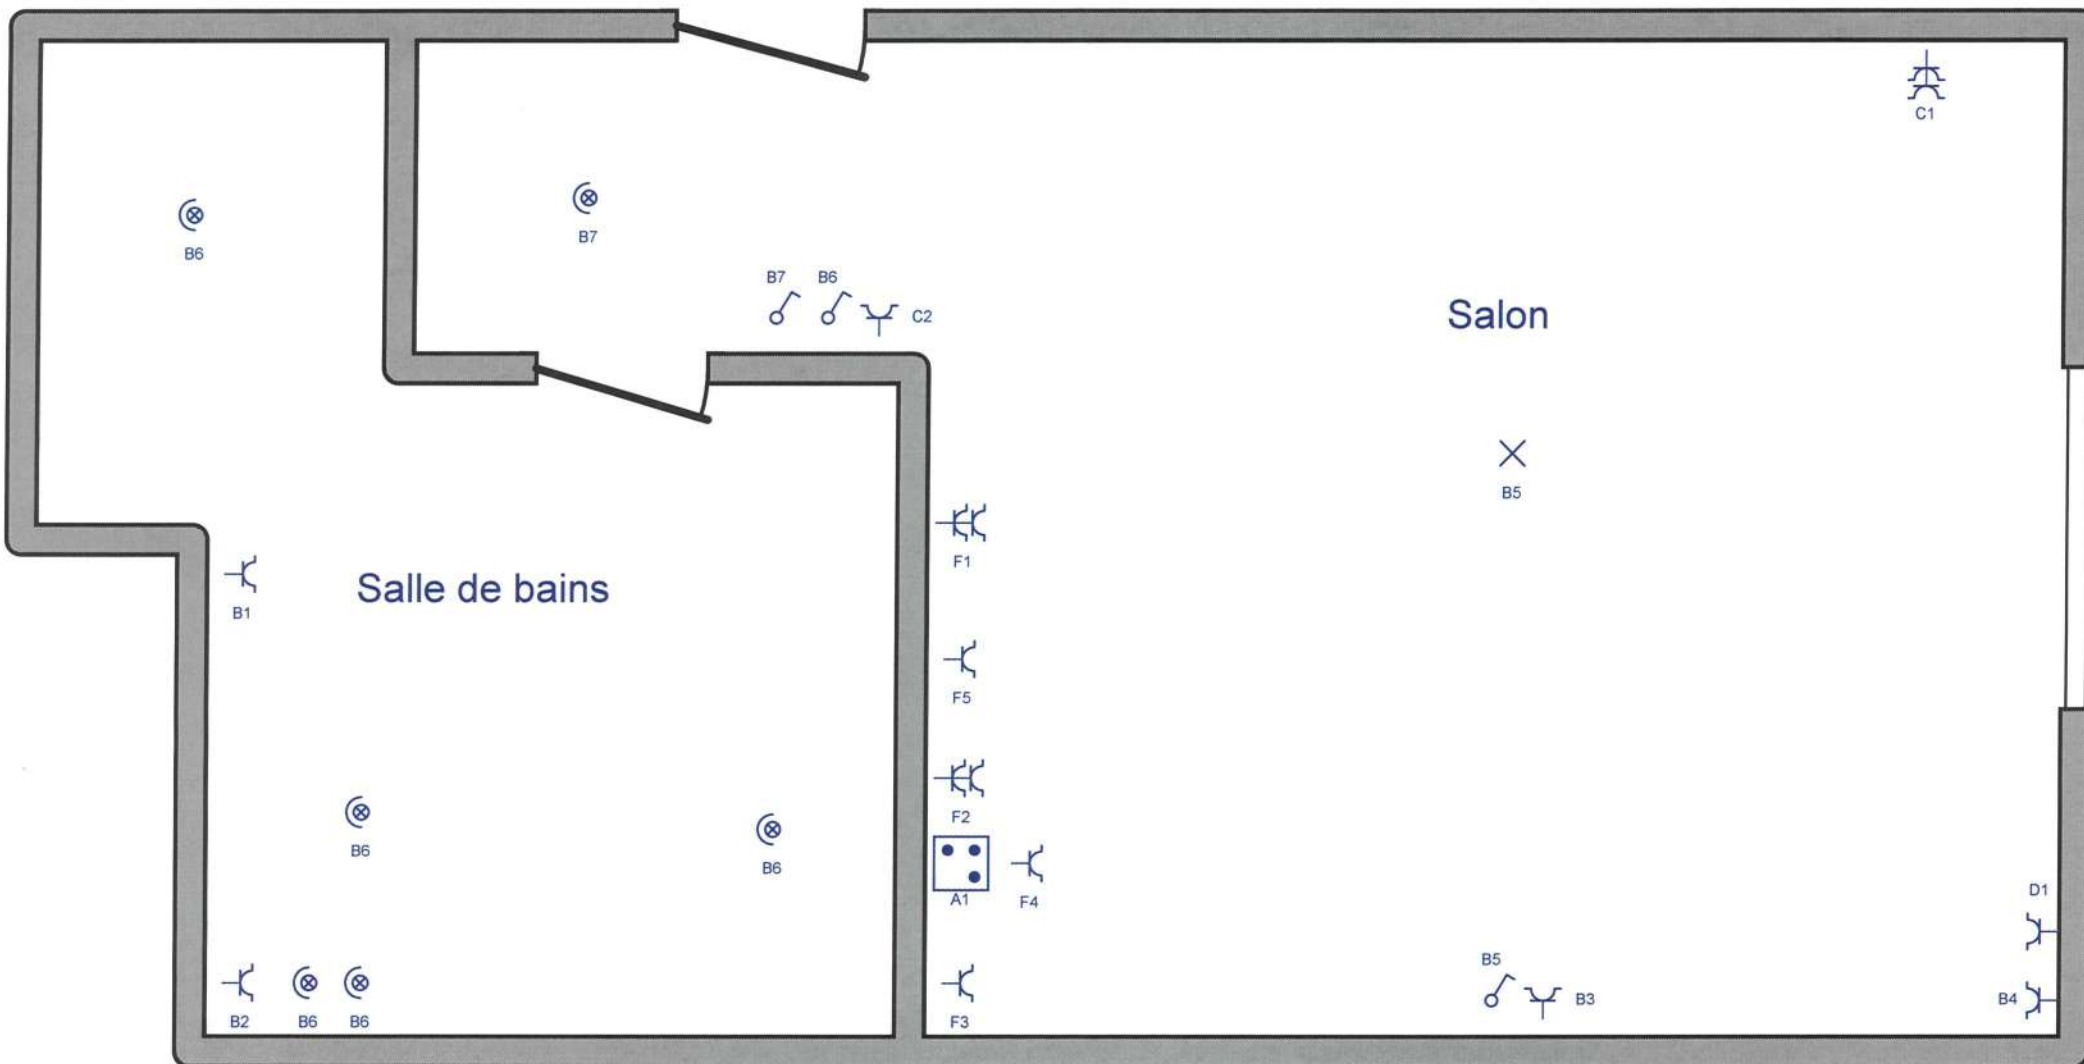 C1
B6
B7
B7 B6
C2
Salon
B5
F1
Salle de bains
B1
F5
F2
B6
B6
A1
F4
D1
B5
B3
B4
B2
B6
B6
F3